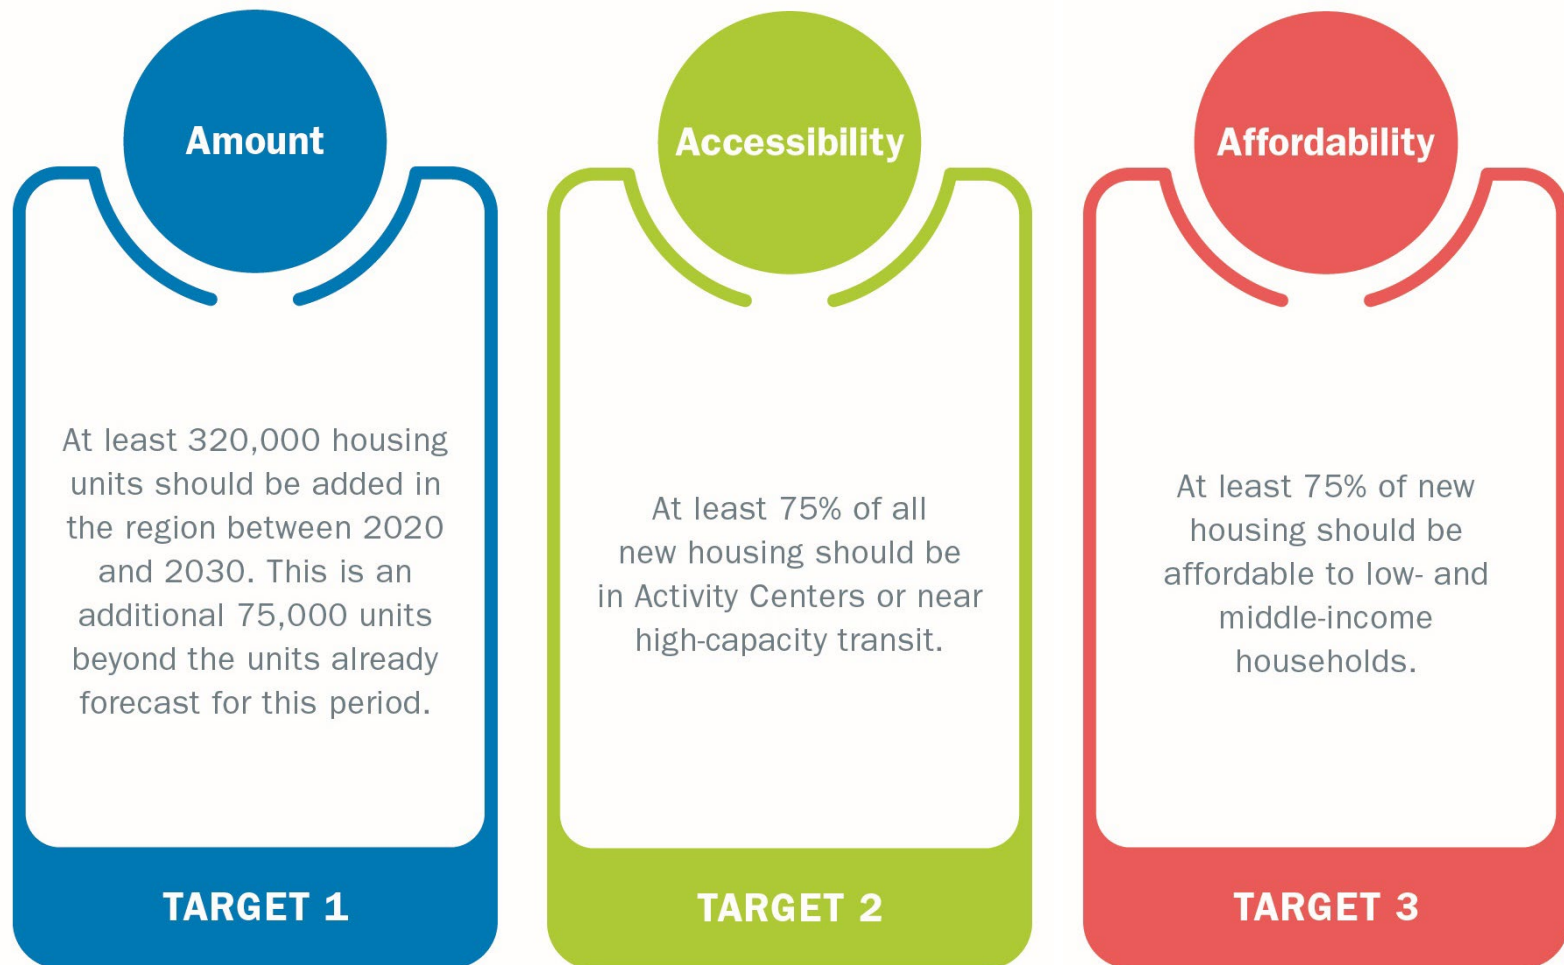 Amount
At least 320,000 housing
units should be added in
the region between 2020
and 2030. This is an
additional 75,000 units
beyond the units already
forecast for this period.
TARGET 1
Accessibility
At least 75% of all
new housing should be
in Activity Centers or near
high-capacity transit.
TARGET 2
Affordability
At least 75% of new
housing should be
affordable to low- and
middle-income
households.
TARGET 3